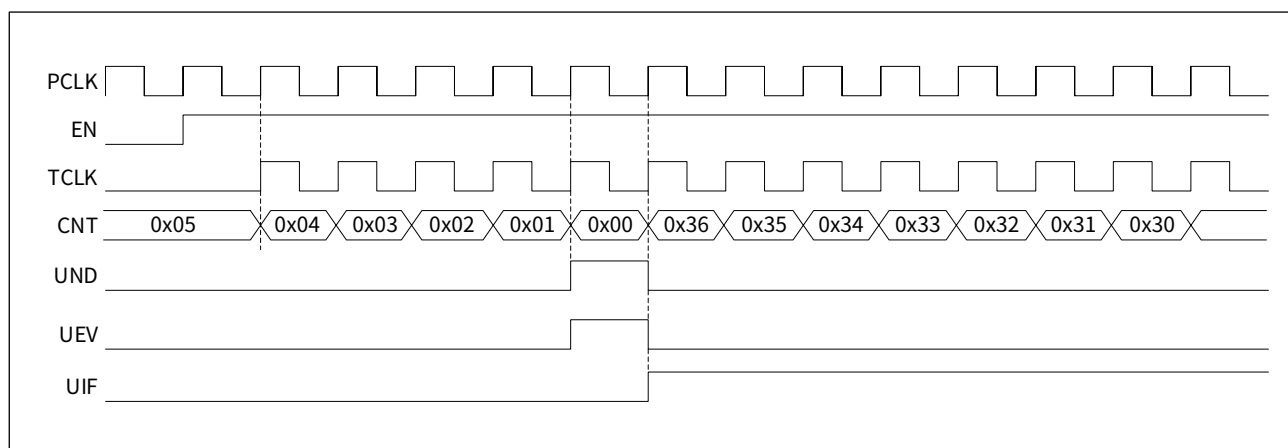 PCLK
EN
TCLK
CNT 0x05 0x04 0x03 0x02 0x01 0x00 0x36 0x35 0x34 0x33 0x32 0x31 0x30
UND
UEV
UIF